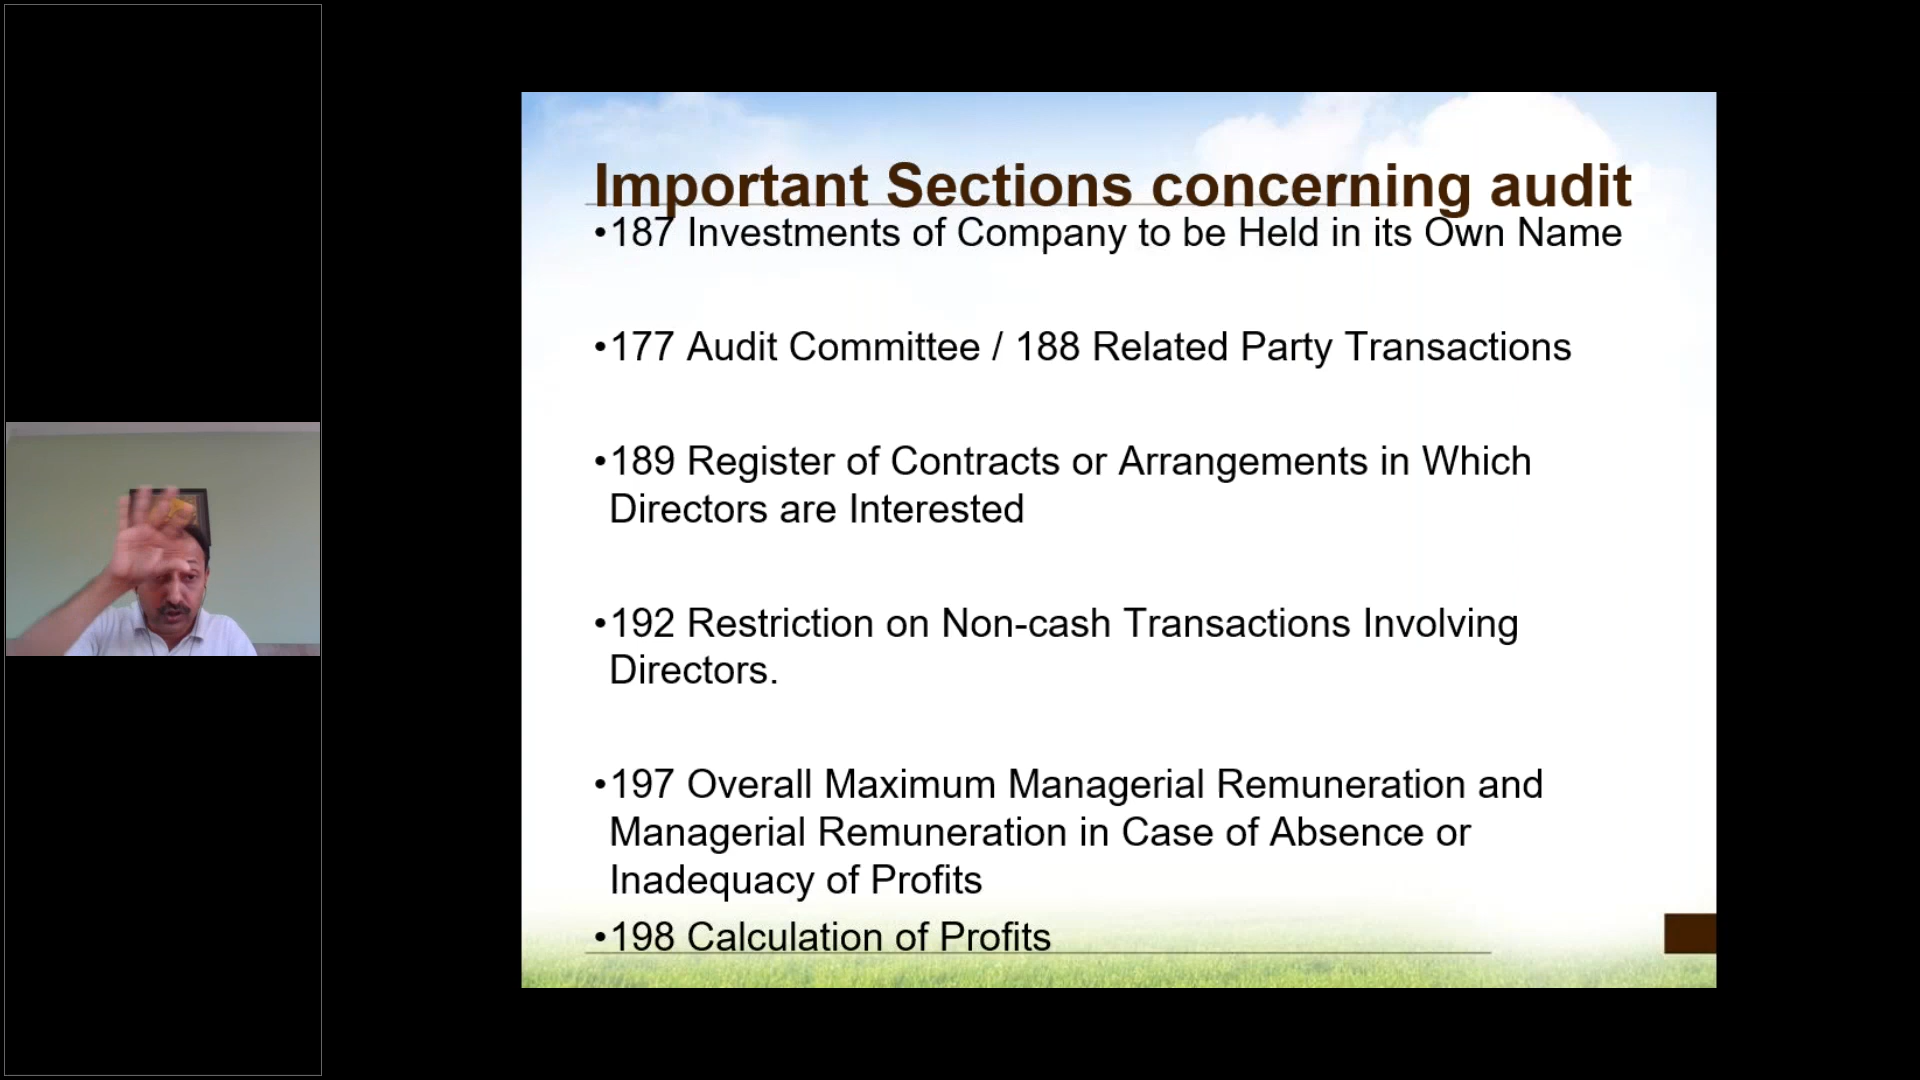 Important Sections concerning audit
•187 Investments of Company to be Held in its Own Name
•177 Audit Committee / 188 Related Party Transactions
•189 Register of Contracts or Arrangements in Which
Directors are Interested
•192 Restriction on Non-cash Transactions Involving
Directors.
•197 Overall Maximum Managerial Remuneration and
Managerial Remuneration in Case of Absence or
Inadequacy of Profits
•198 Calculation of Profits